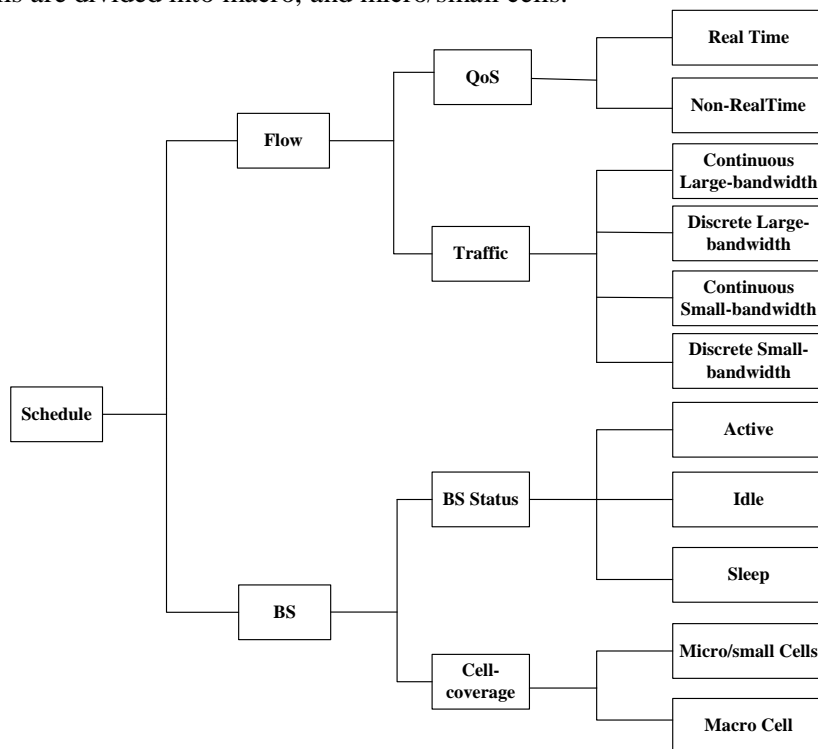 are divided into macro, and micro/small cells.
Real Time
QoS
Non-RealTime
Flow
Continuous
Large-bandwidth
Discrete Large-
bandwidth
Traffic
Continuous
Small-bandwidth
Discrete Small-
bandwidth
Schedule
Active
BS Status
Idle
Sleep
BS
Micro/small Cells
Cell-
coverage
Macro Cell